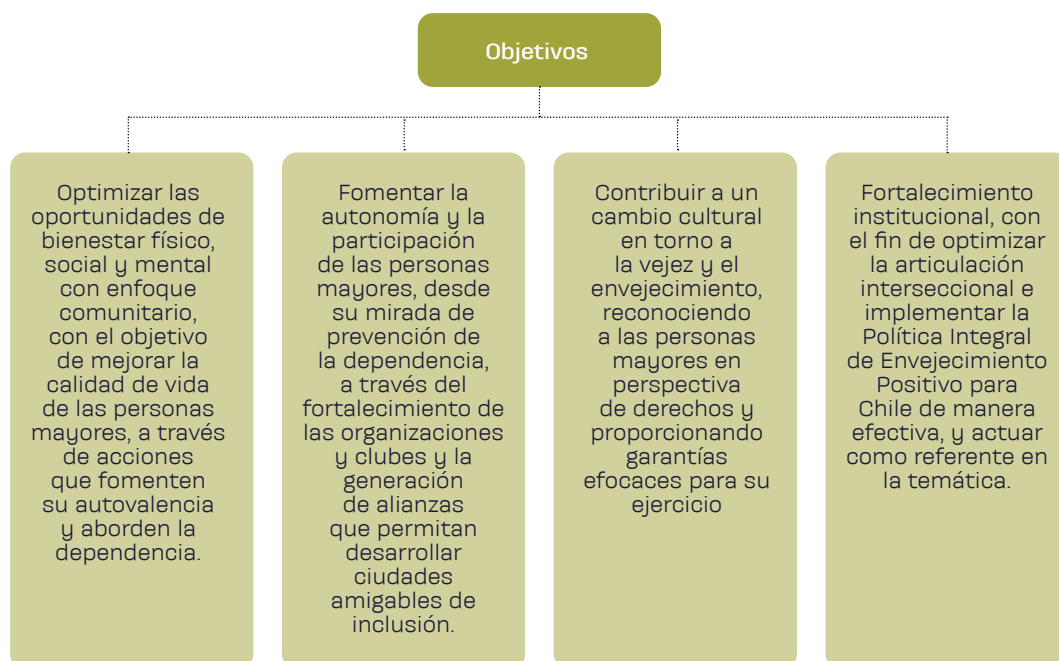 Objetivos
Optimizar las
oportunidades de
bienestar físico,
social y mental
con enfoque
comunitario,
con el objetivo
de mejorar la
calidad de vida
de las personas
mayores, a través
de acciones
que fomenten
su autovalencia
y aborden la
dependencia.
Fomentar la
autonomía y la
participación
de las personas
mayores, desde
su mirada de
prevención de
la dependencia,
a través del
fortalecimiento de
las organizaciones
y clubes y la
generación
de alianzas
que permitan
desarrollar
ciudades
amigables de
inclusión.
Contribuir a un
cambio cultural
en torno a
la vejez y el
envejecimiento,
reconociendo
a las personas
mayores en
perspectiva
de derechos y
proporcionando
garantías
efocaces para su
ejercicio
Fortalecimiento
institucional, con
el fin de optimizar
la articulación
interseccional e
implementar la
Política Integral
de Envejecimiento
Positivo para
Chile de manera
efectiva, y actuar
como referente en
la temática.